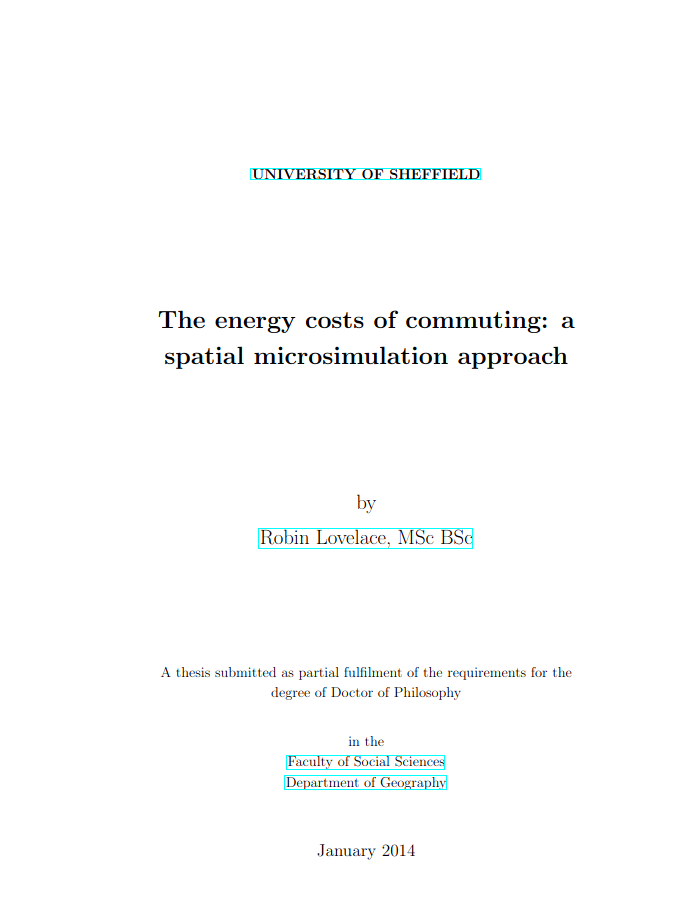 UNIVERSITY OF SHEFFIELD
The energy costs of commuting: a
spatial microsimulation approach
by
Robin Lovelace, MSc BSc
A thesis submitted as partial fulfilment of the requirements for the
degree of Doctor of Philosophy
in the
Faculty of Social Sciences
Department of Geography
January 2014